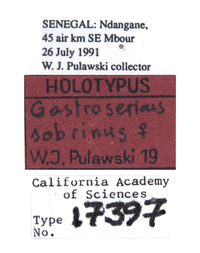 SENEGAL: Ndangane,
45 air km SE Mbour
26 July 1991
W. J. Pulawski collector
HOLOTYPUS
Gastrosericus
sobrinus ♀
W.J. Pulawski 19
California Academy
of Sciences
Type
No. 17397